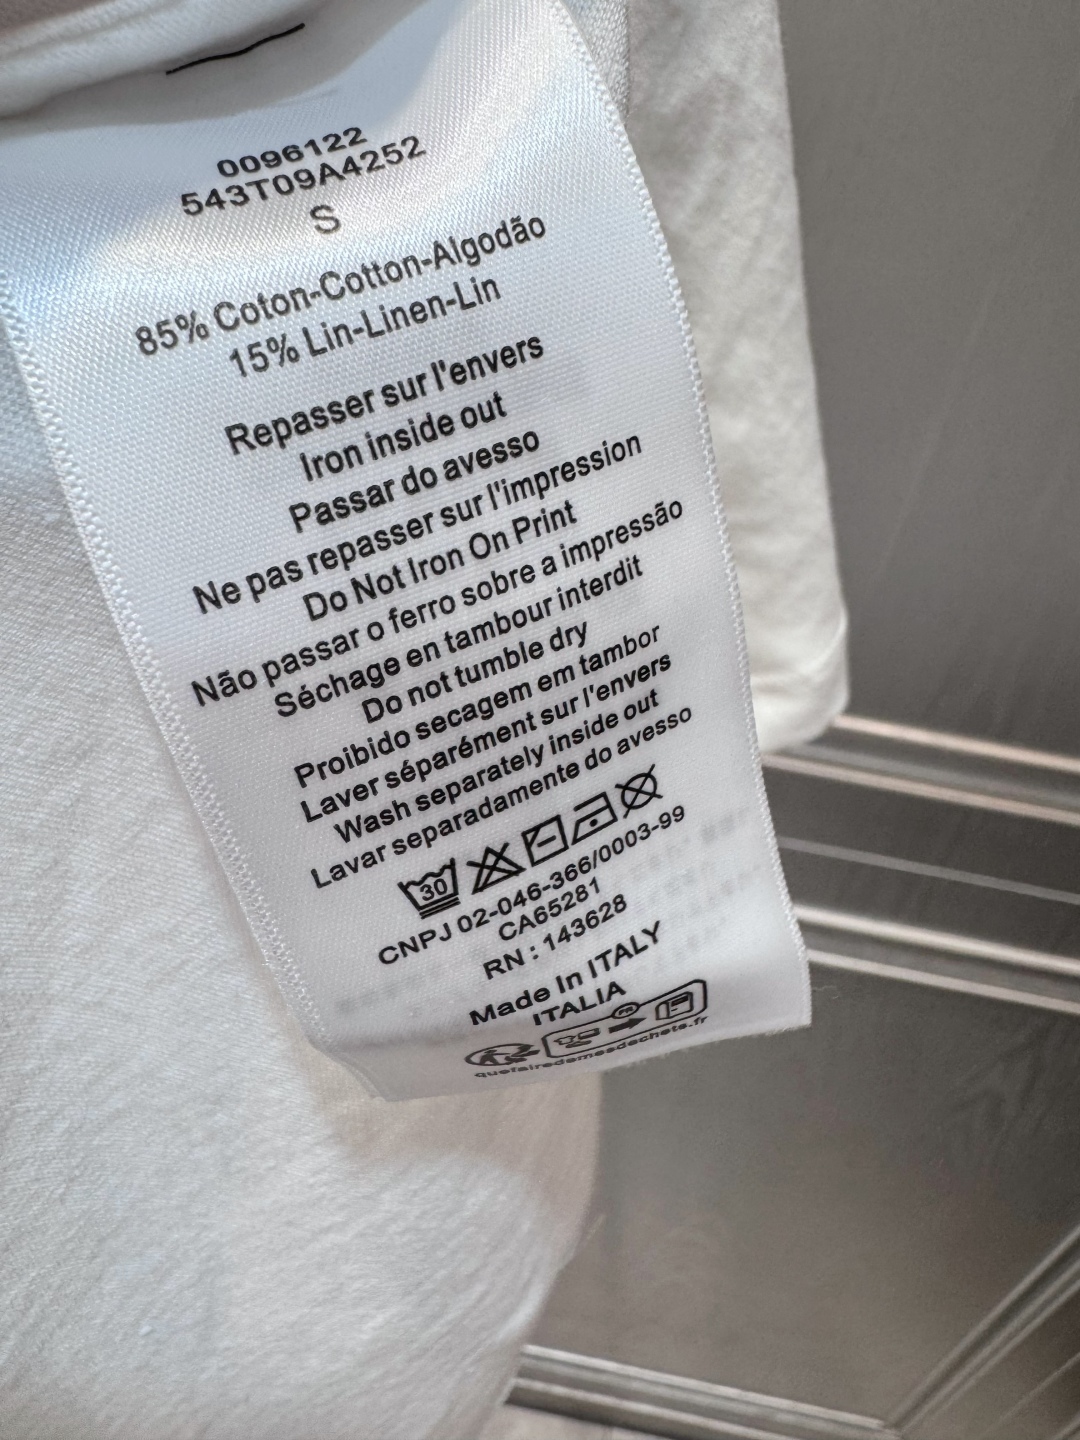 0096122
543T09A4252
S
85% Coton-Cotton-Algodão
15% Lin-Linen-Lin
Repasser sur l'envers
Iron inside out
Passar do avesso
Ne pas repasser sur l'impression
Do Not Iron On Print
Não passar o ferro sobre a impressão
Séchage en tambour interdit
Do not tumble dry
Proibido secagem em tambor
Laver séparément sur l'envers
Wash separately inside out
Lavar separadamente do avesso
30
CNPJ 02-046-366/0003-99
CA65281
RN : 143628
Made In ITALY
ITALIA
FR
quefairedemesdechets.fr